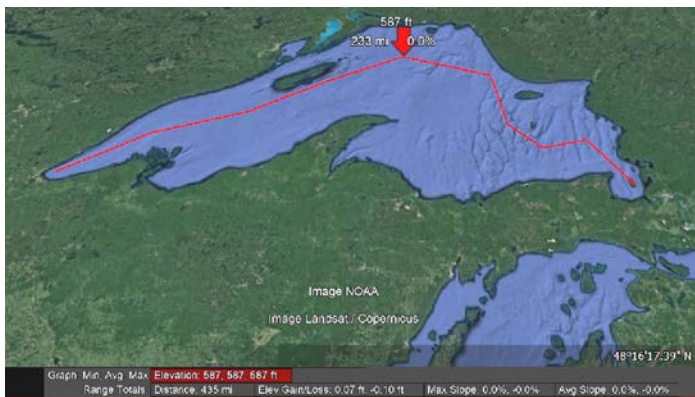 587 ft
233 mi 0.0%
Image NOAA
Image Landsat / Copernicus
48°16'17.39" N
Graph: Min, Avg, Max Elevation: 587, 587, 587 ft
Range Totals: Distance: 435 mi Elev Gain/Loss: 0.07 ft, -0.10 ft Max Slope: 0.0%, -0.0% Avg Slope: 0.0%, -0.0%